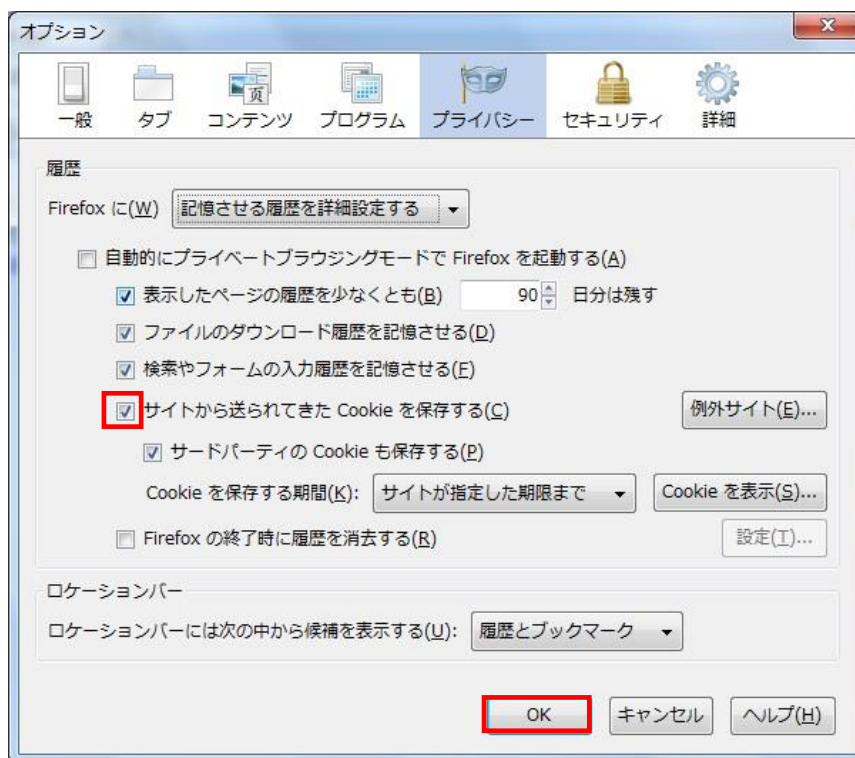 オプション
一般 タブ コンテンツ プログラム プライバシー セキュリティ 詳細
页
履歴
Firefox に(W) 記憶させる履歴を詳細設定する
自動的にプライベートブラウジングモードで Firefox を起動する(A)
表示したページの履歴を少なくとも(B) 90 日分は残す
ファイルのダウンロード履歴を記憶させる(D)
検索やフォームの入力履歴を記憶させる(F)
サイトから送られてきた Cookie を保存する(C) 例外サイト(E)...
サードパーティの Cookie も保存する(P)
Cookie を保存する期間(K): サイトが指定した期限まで Cookie を表示(S)...
Firefox の終了時に履歴を消去する(R) 設定(T)...
ロケーションバー
ロケーションバーには次の中から候補を表示する(U): 履歴とブックマーク
OK キャンセル ヘルプ(H)